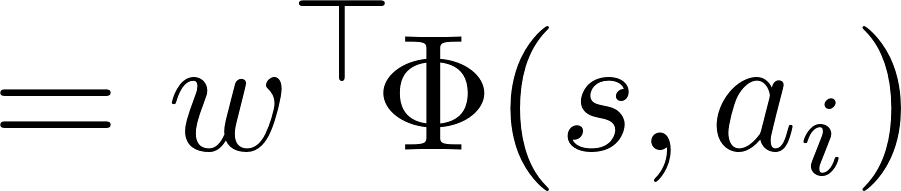 = w^⊤Φ(s, a_i)